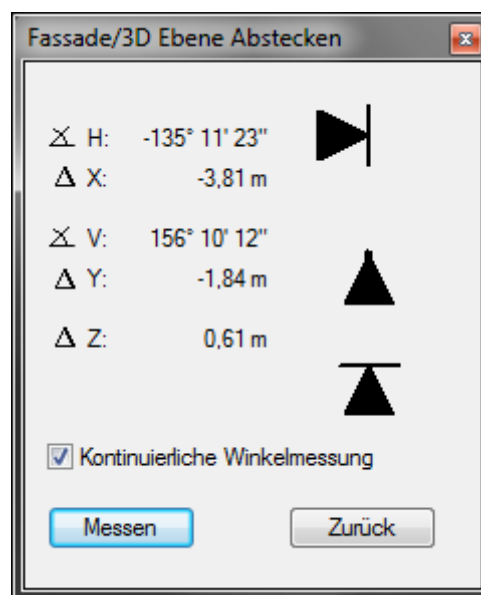 Fassade/3D Ebene Abstecken
∡ H: -135° 11' 23"
Δ X: -3,81 m
∡ V: 156° 10' 12"
Δ Y: -1,84 m
Δ Z: 0,61 m
Kontinuierliche Winkelmessung
Messen Zurück